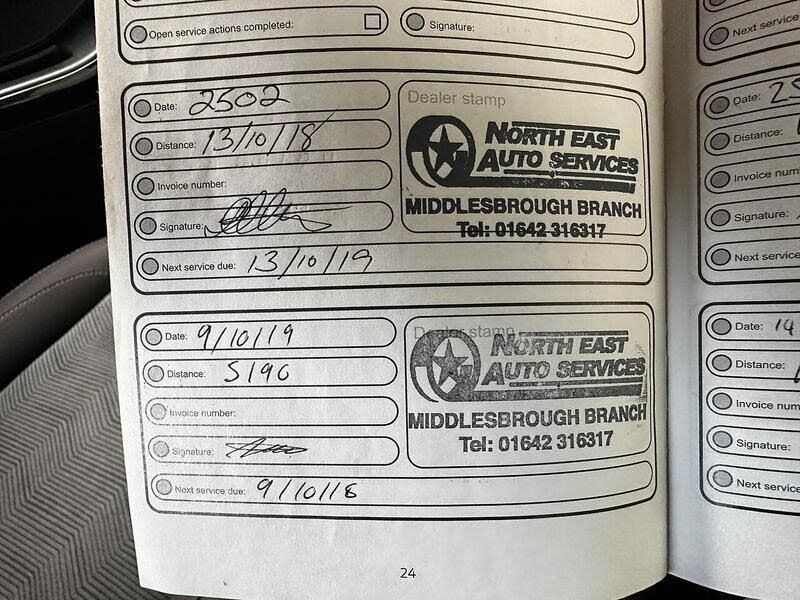 Open service actions completed:
Signature:
Next service
Date: 2502
Distance: 13/10/18
Invoice number:
Signature:
Next service due: 13/10/19
Dealer stamp
NORTH EAST
AUTO SERVICES
MIDDLESBROUGH BRANCH
Tel: 01642 316317
Date: 9/10/19
Distance: 5196
Invoice number:
Signature:
Next service due: 9/10/18
Dealer stamp
NORTH EAST
AUTO SERVICES
MIDDLESBROUGH BRANCH
Tel: 01642 316317
24
Date:
Distance:
Invoice num
Signature:
Next service
Date: 14
Distance:
Invoice num
Signature:
Next service